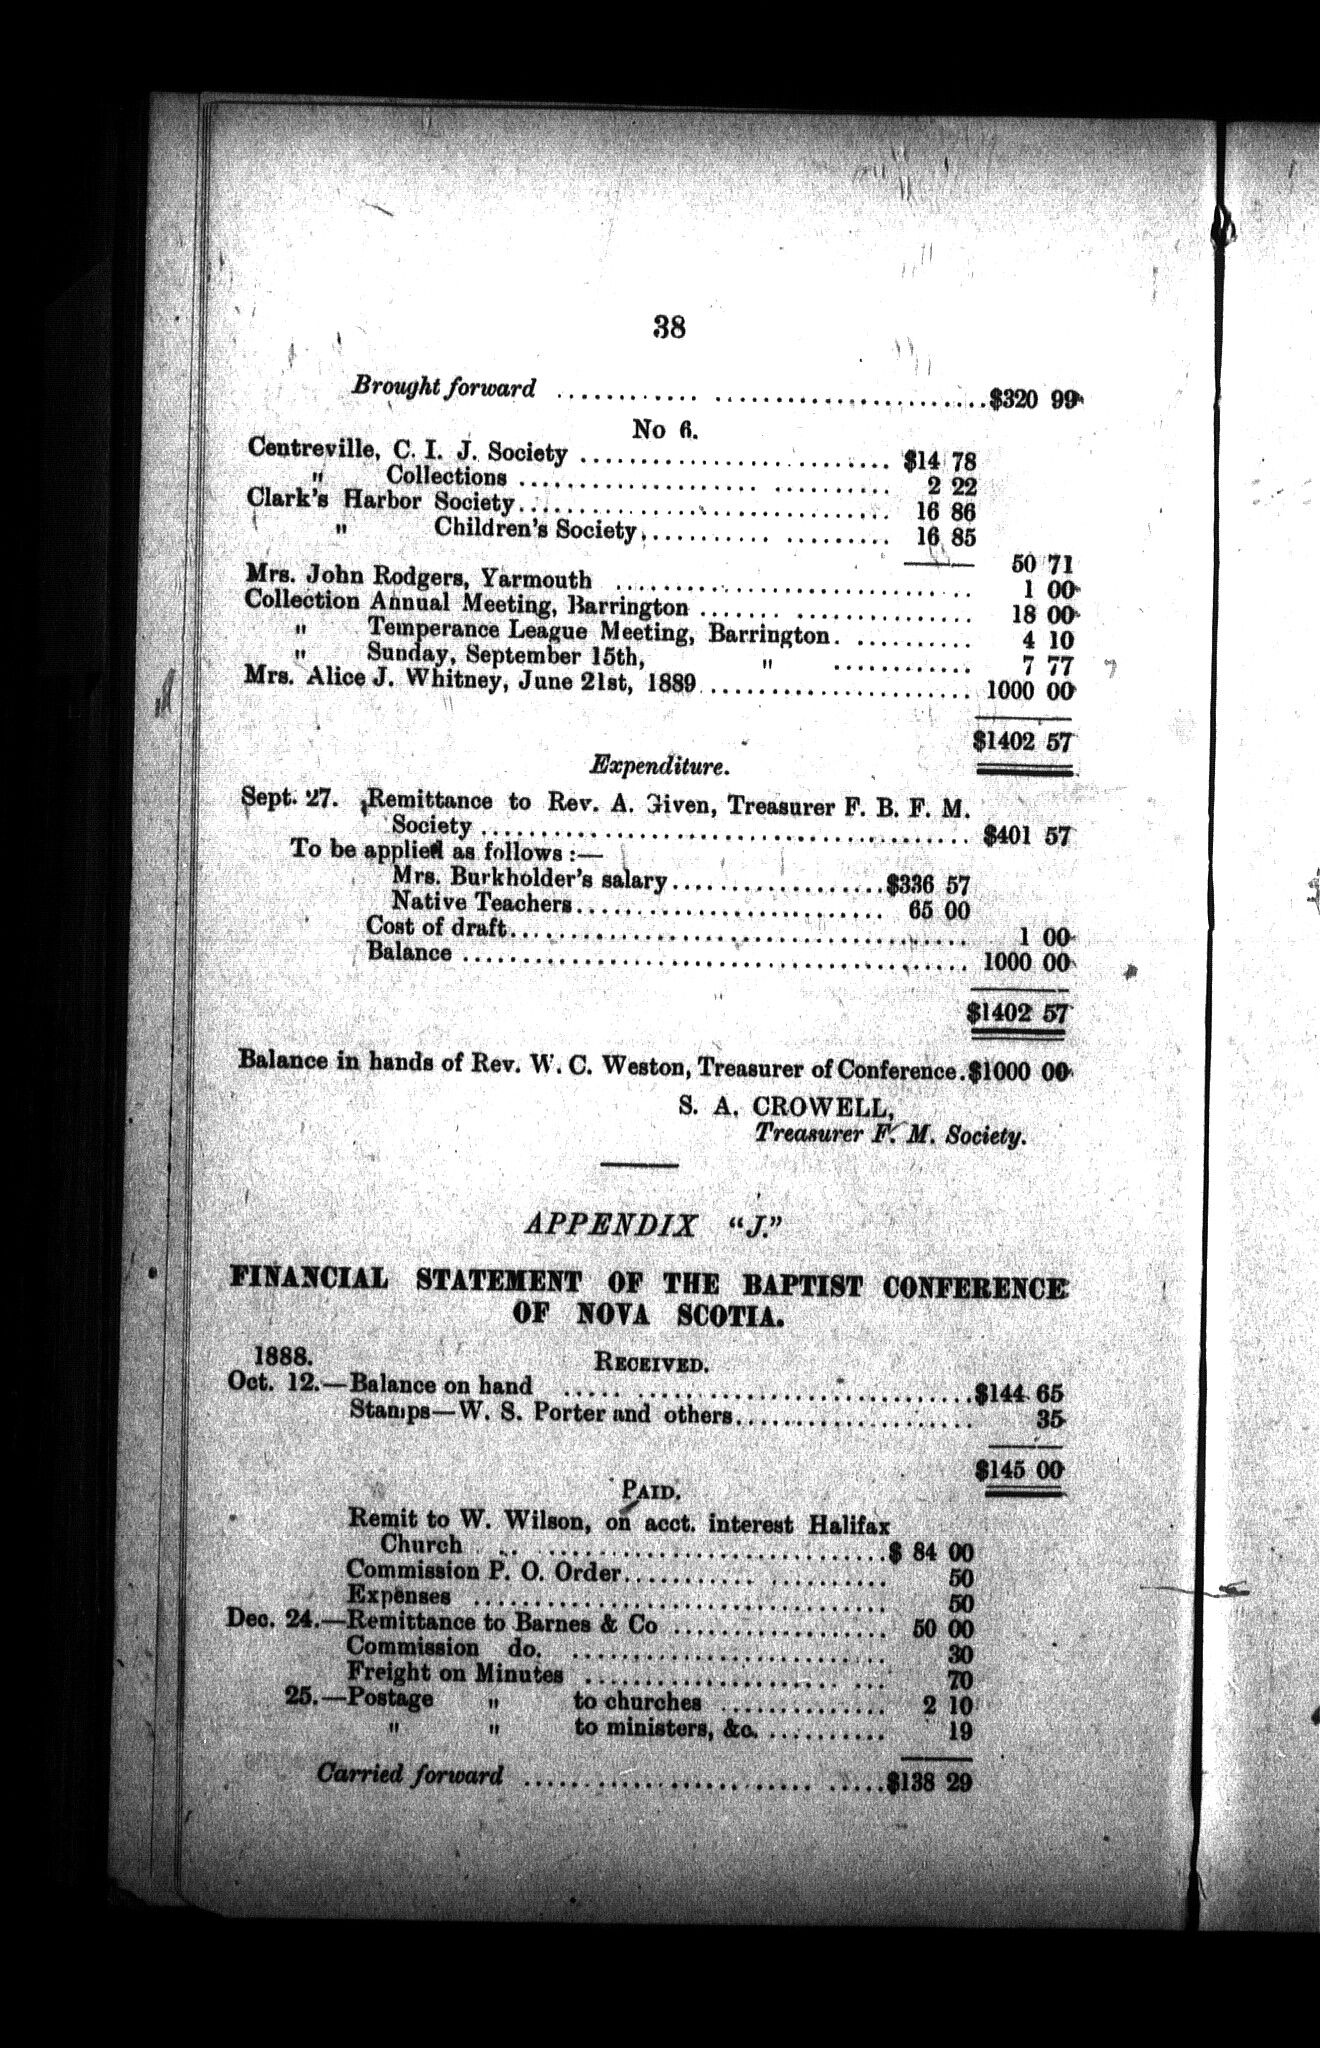 38
Brought forward ........................................$320 99
No 6.
Centreville, C. I. J. Society .......................... $14 78
" Collections .............................. 2 22
Clark's Harbor Society................................ 16 86
" Children's Society...................... 16 85
50 71
Mrs. John Rodgers, Yarmouth .............................. 1 00
Collection Annual Meeting, Barrington ...................... 18 00
" Temperance League Meeting, Barrington............ 4 10
" Sunday, September 15th, " ............ 7 77
Mrs. Alice J. Whitney, June 21st, 1889...................... 1000 00
$1402 57
Expenditure.
Sept. 27. Remittance to Rev. A. Given, Treasurer F. B. F. M.
Society ........................................ $401 57
To be applied as follows :—
Mrs. Burkholder's salary..................$336 57
Native Teachers.......................... 65 00
Cost of draft...................................... 1 00
Balance .......................................... 1000 00
$1402 57
Balance in hands of Rev. W. C. Weston, Treasurer of Conference.$1000 00
S. A. CROWELL,
Treasurer F. M. Society.
APPENDIX "J."
FINANCIAL STATEMENT OF THE BAPTIST CONFERENCE
OF NOVA SCOTIA.
1888. RECEIVED.
Oct. 12.—Balance on hand ..................................$144 65
Stamps—W. S. Porter and others.................... 35
$145 00
PAID.
Remit to W. Wilson, on acct. interest Halifax
Church ..................................$ 84 00
Commission P. O. Order...................... 50
Expenses .................................. 50
Dec. 24.—Remittance to Barnes & Co .................. 50 00
Commission do. .......................... 30
Freight on Minutes ........................ 70
25.—Postage " to churches .............. 2 10
" " to ministers, &c. .......... 19
Carried forward ..............................$138 29